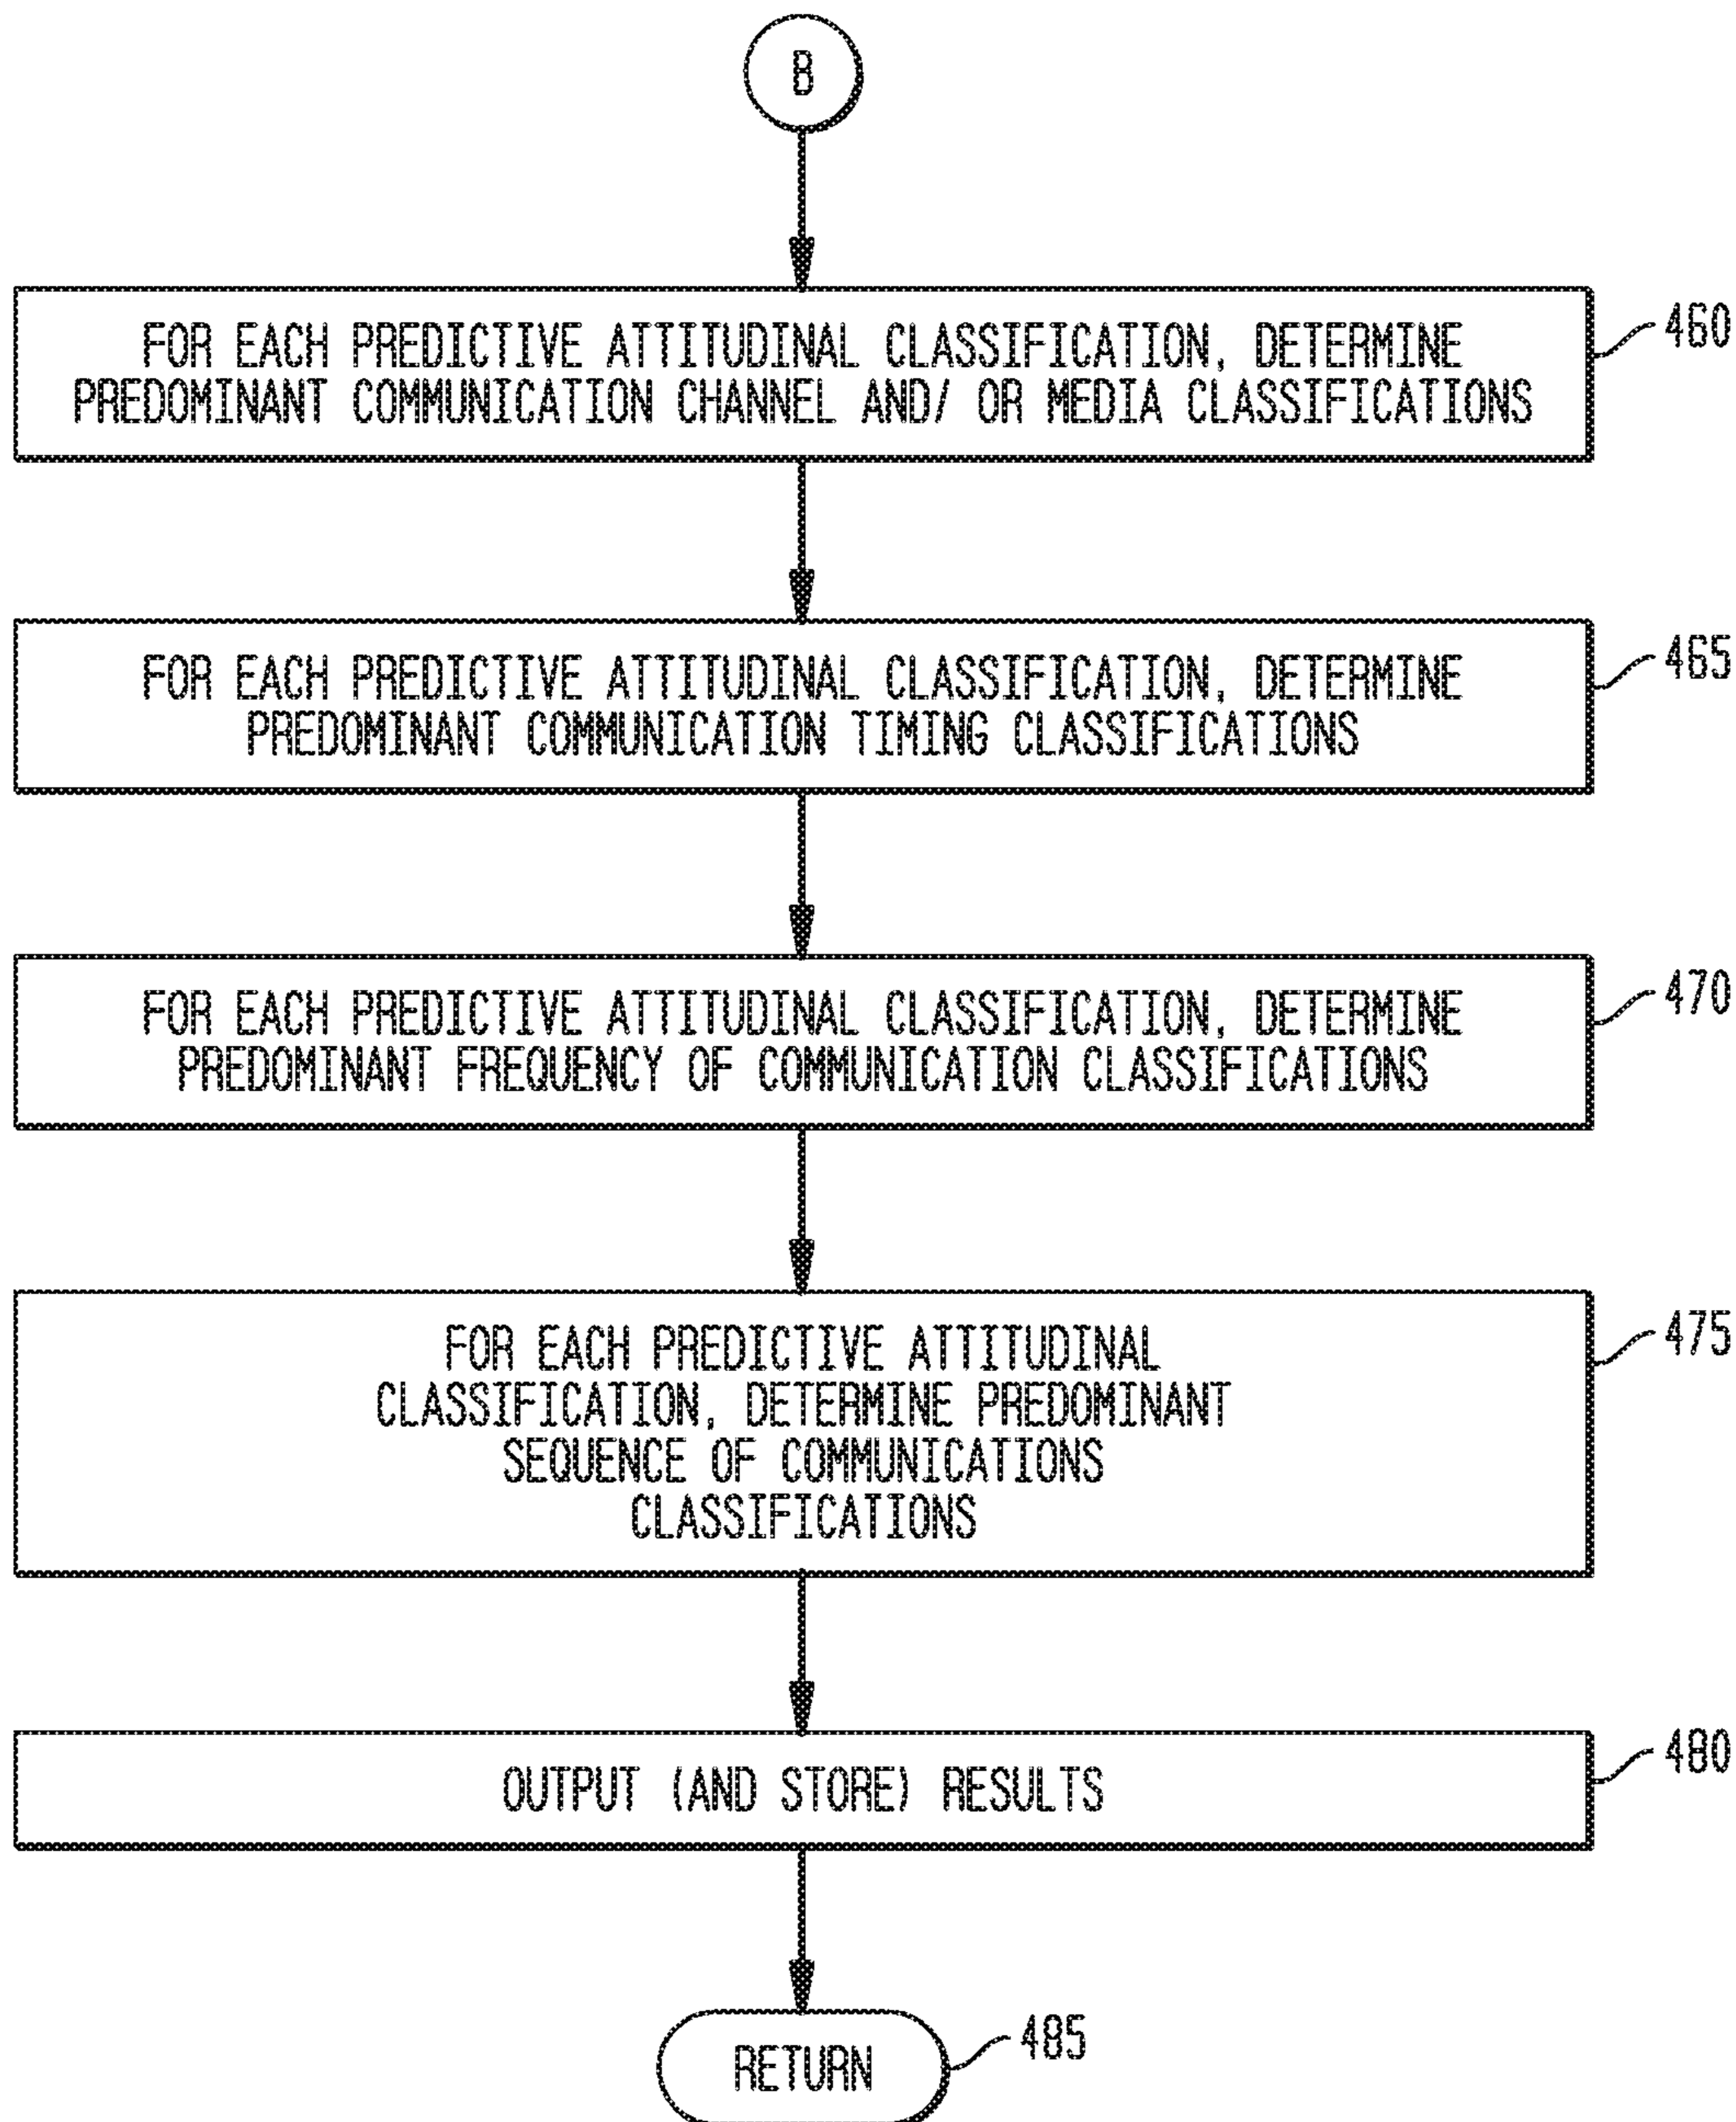 B
FOR EACH PREDICTIVE ATTITUDINAL CLASSIFICATION, DETERMINE
PREDOMINANT COMMUNICATION CHANNEL AND/ OR MEDIA CLASSIFICATIONS
460
FOR EACH PREDICTIVE ATTITUDINAL CLASSIFICATION, DETERMINE
PREDOMINANT COMMUNICATION TIMING CLASSIFICATIONS
465
FOR EACH PREDICTIVE ATTITUDINAL CLASSIFICATION, DETERMINE
PREDOMINANT FREQUENCY OF COMMUNICATION CLASSIFICATIONS
470
FOR EACH PREDICTIVE ATTITUDINAL
CLASSIFICATION, DETERMINE PREDOMINANT
SEQUENCE OF COMMUNICATIONS
CLASSIFICATIONS
475
OUTPUT (AND STORE) RESULTS
480
RETURN
485